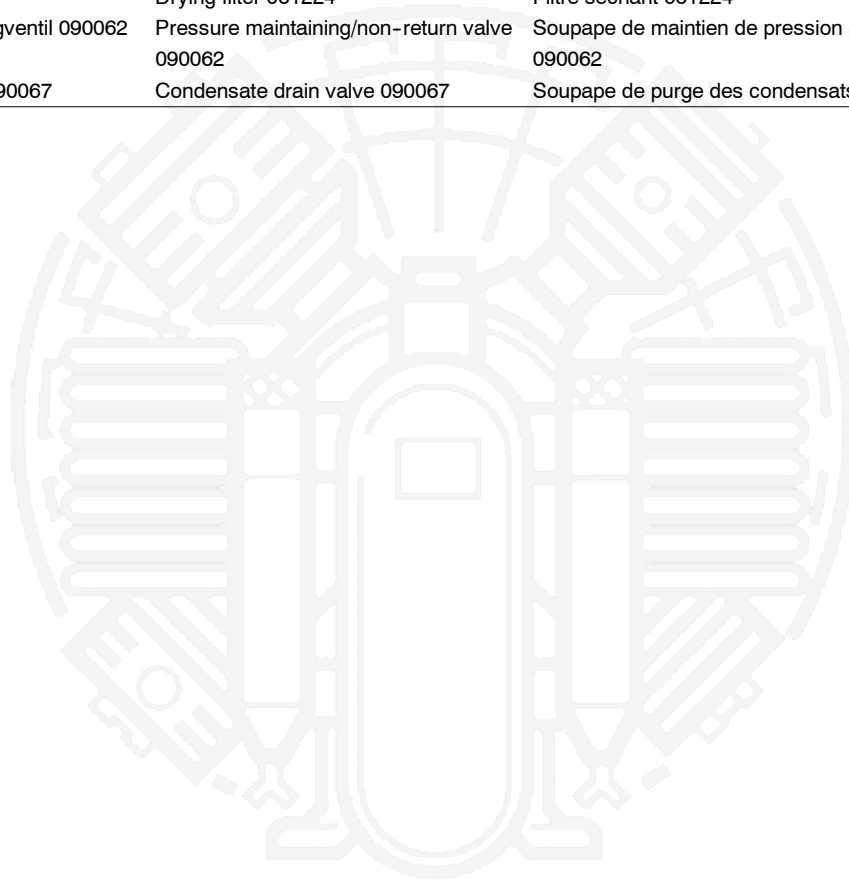 gventil 090062 Pressure maintaining/non-return valve Soupape de maintien de pression
090062 090062
90067 Condensate drain valve 090067 Soupape de purge des condensats